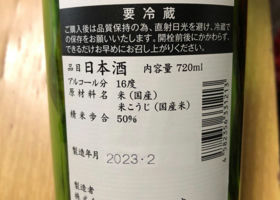 要冷蔵
ご購入後は品質保持の為、直射日光を避け、冷蔵で
の保存をお願いいたします。開栓前後にかかわらず、
できるだけお早めにお召し上がりください。
品目 日本酒 内容量 720ml
アルコール分 16度
原材料名 米(国産)
米こうじ(国産米)
精米歩合 50%
製造年月 2023・2
製造者
4582356331213